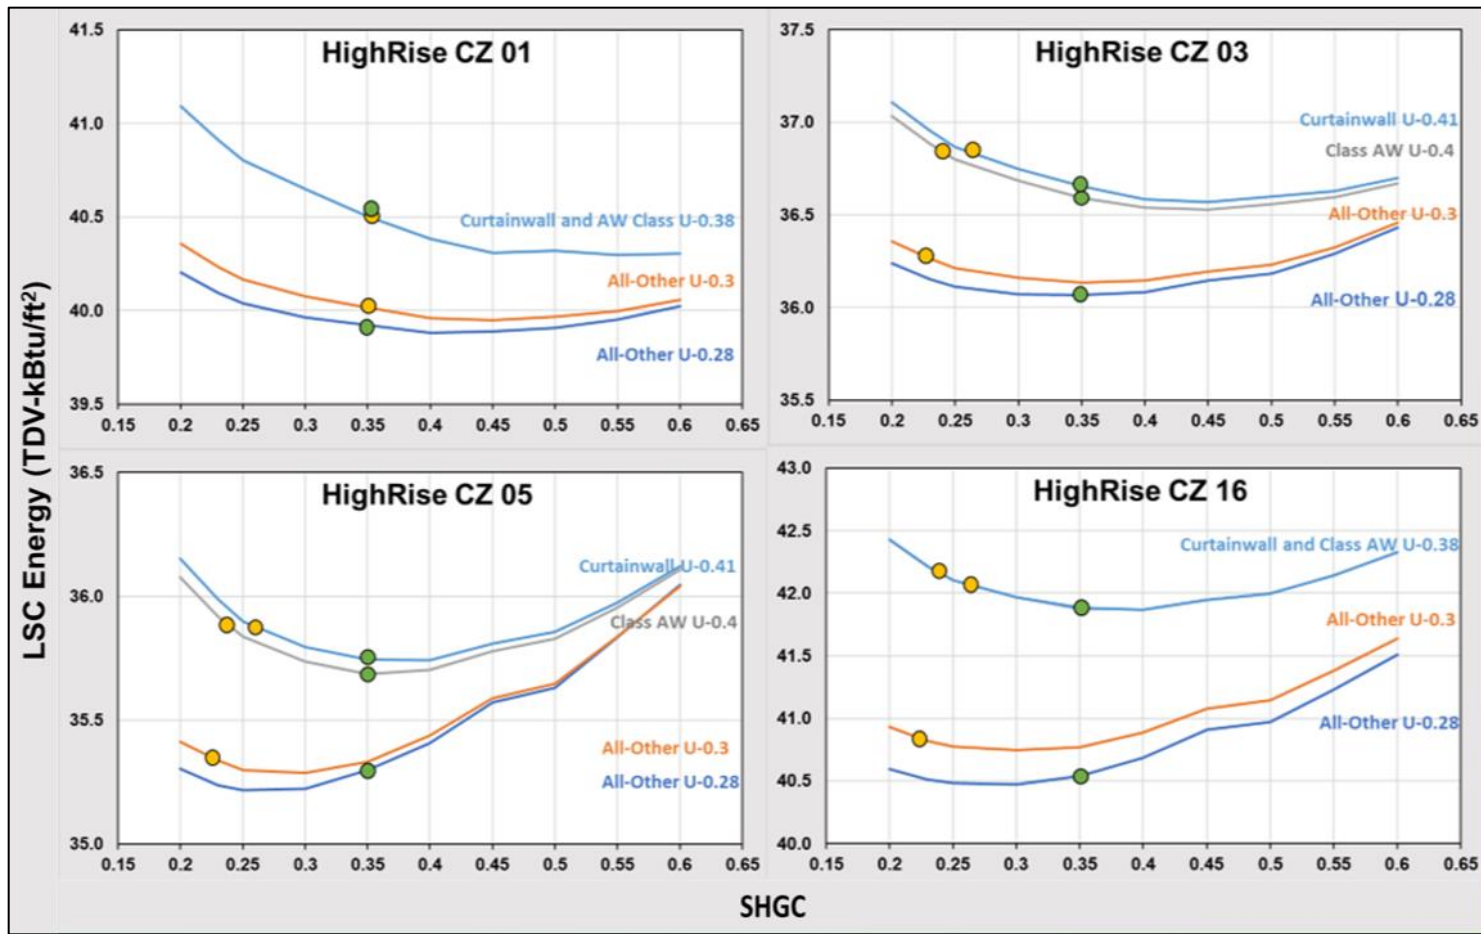 LSC Energy (TDV-kBtu/ft²)
HighRise CZ 01
41.5
41.0
40.5
40.0
39.5
Curtainwall and AW Class U-0.38
All-Other U-0.3
All-Other U-0.28
0.15 0.2 0.25 0.3 0.35 0.4 0.45 0.5 0.55 0.6 0.65
HighRise CZ 03
37.5
37.0
36.5
36.0
35.5
Curtainwall U-0.41
Class AW U-0.4
All-Other U-0.3
All-Other U-0.28
0.15 0.2 0.25 0.3 0.35 0.4 0.45 0.5 0.55 0.6 0.65
HighRise CZ 05
36.5
36.0
35.5
35.0
Curtainwall U-0.41
Class AW U-0.4
All-Other U-0.3
All-Other U-0.28
0.15 0.2 0.25 0.3 0.35 0.4 0.45 0.5 0.55 0.6 0.65
HighRise CZ 16
43.0
42.5
42.0
41.5
41.0
40.5
40.0
Curtainwall and Class AW U-0.38
All-Other U-0.3
All-Other U-0.28
0.15 0.2 0.25 0.3 0.35 0.4 0.45 0.5 0.55 0.6 0.65
SHGC